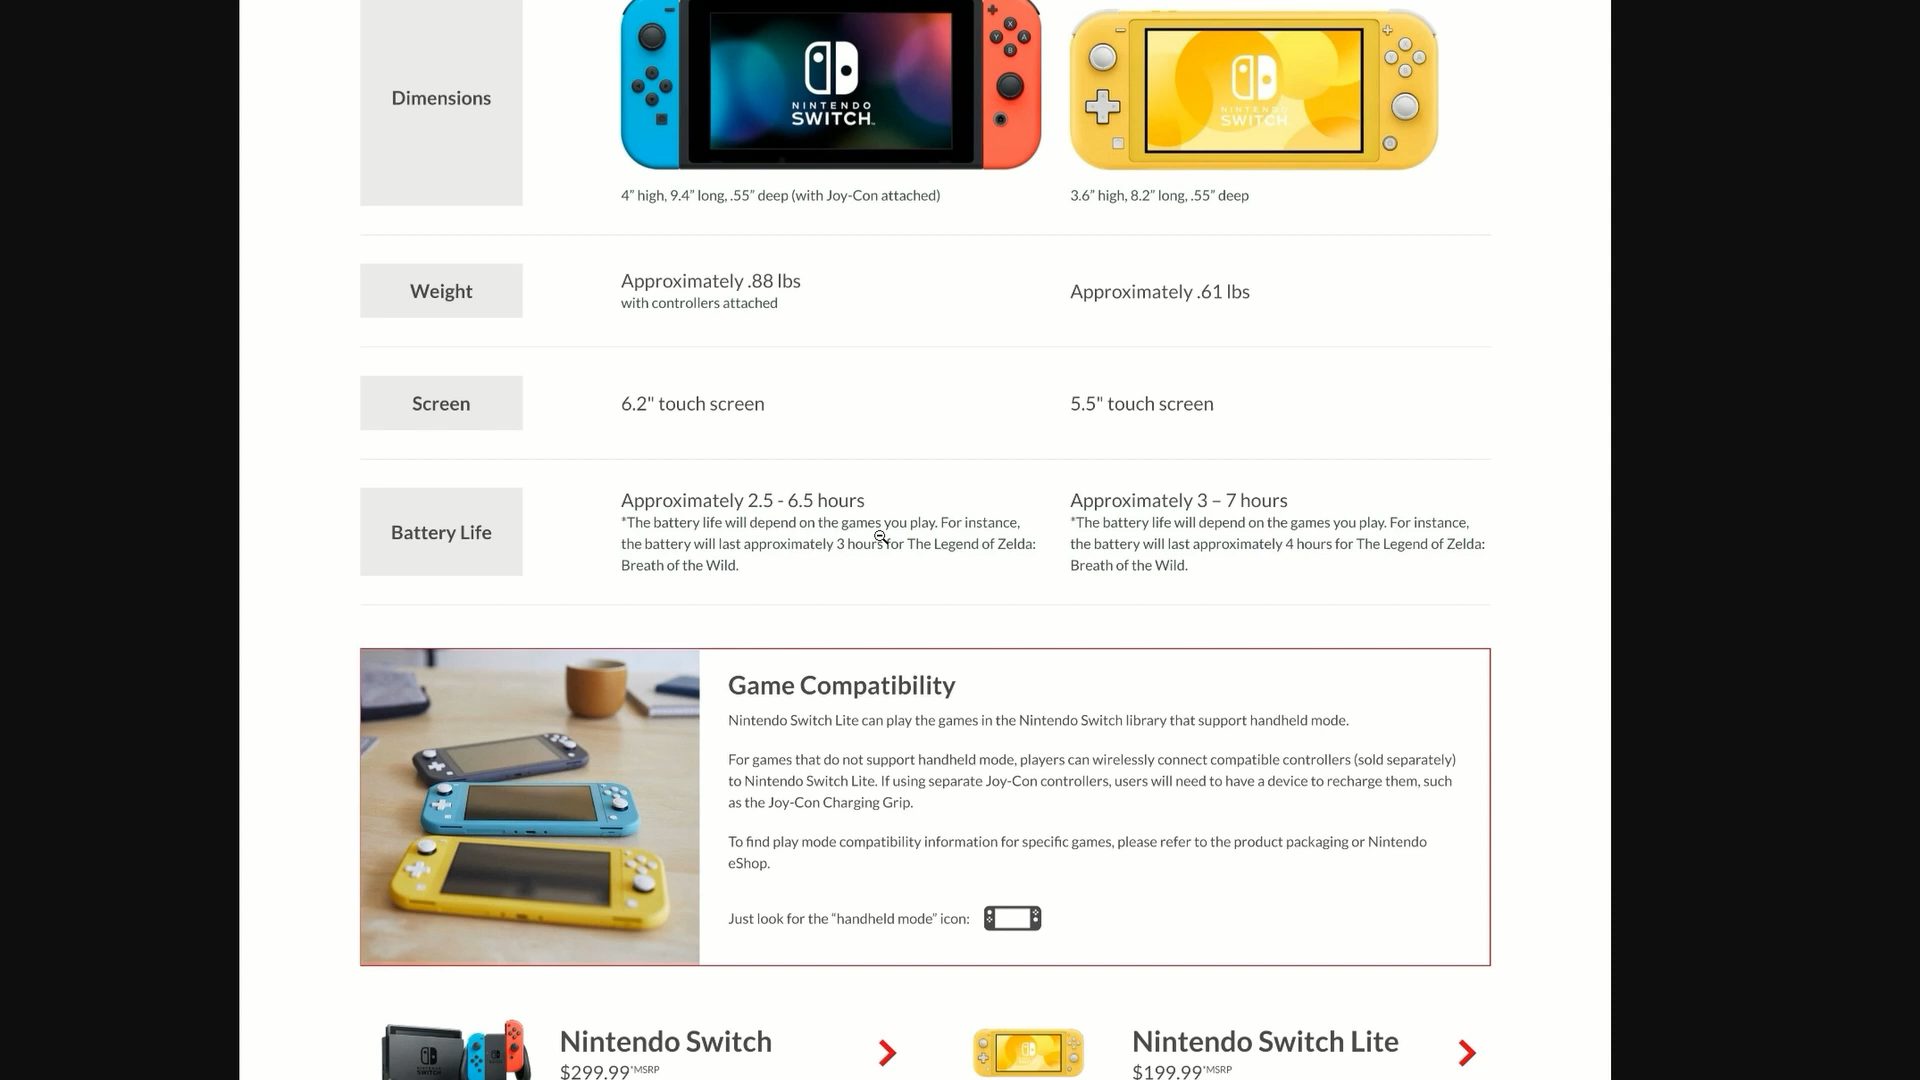 Dimensions
NINTENDO
SWITCH™
NINTENDO
SWITCH
4” high, 9.4” long, .55” deep (with Joy-Con attached)
3.6” high, 8.2” long, .55” deep
Weight
Approximately .88 lbs
with controllers attached
Approximately .61 lbs
Screen
6.2" touch screen
5.5" touch screen
Battery Life
Approximately 2.5 - 6.5 hours
*The battery life will depend on the games you play. For instance,
the battery will last approximately 3 hours for The Legend of Zelda:
Breath of the Wild.
Approximately 3 – 7 hours
*The battery life will depend on the games you play. For instance,
the battery will last approximately 4 hours for The Legend of Zelda:
Breath of the Wild.
Game Compatibility
Nintendo Switch Lite can play the games in the Nintendo Switch library that support handheld mode.
For games that do not support handheld mode, players can wirelessly connect compatible controllers (sold separately)
to Nintendo Switch Lite. If using separate Joy-Con controllers, users will need to have a device to recharge them, such
as the Joy-Con Charging Grip.
To find play mode compatibility information for specific games, please refer to the product packaging or Nintendo
eShop.
Just look for the “handheld mode” icon:
Nintendo Switch
$299.99*MSRP
Nintendo Switch Lite
$199.99*MSRP